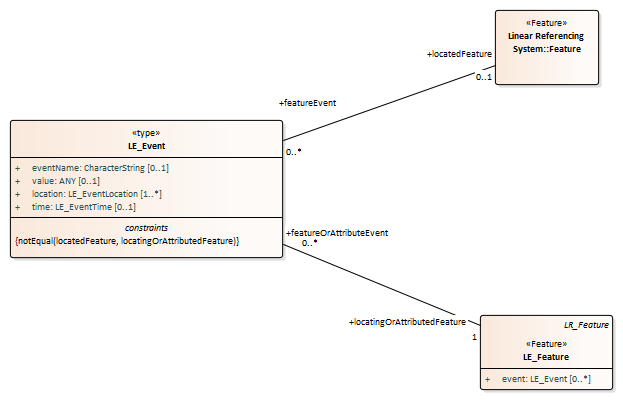 «Feature»
Linear Referencing
System::Feature
+locatedFeature
0..1
+featureEvent
0..*
«type»
LE_Event
+ eventName: CharacterString [0..1]
+ value: ANY [0..1]
+ location: LE_EventLocation [1..*]
+ time: LE_EventTime [0..1]
constraints
{notEqual(locatedFeature, locatingOrAttributedFeature)}
+featureOrAttributeEvent
0..*
+locatingOrAttributedFeature
1
LR_Feature
«Feature»
LE_Feature
+ event: LE_Event [0..*]